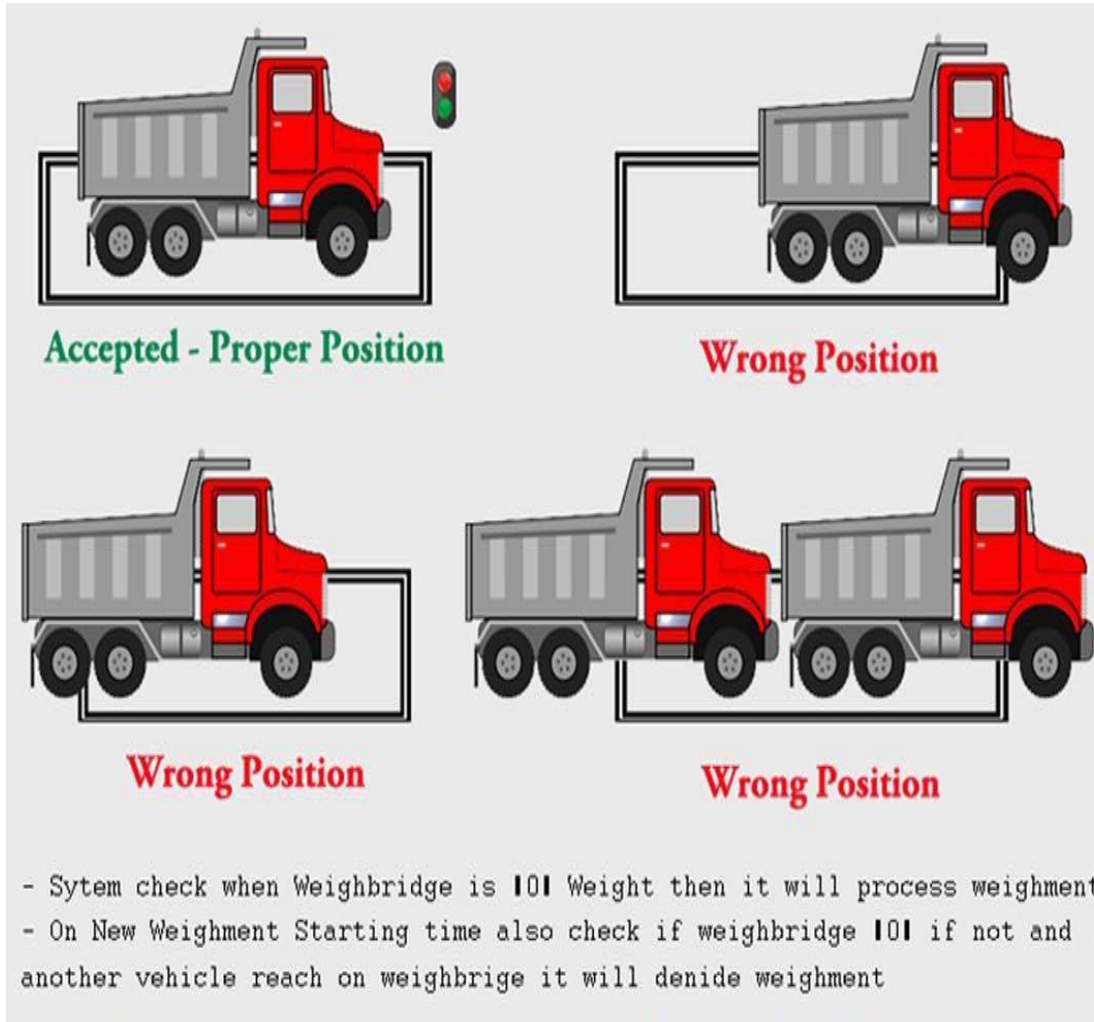 Accepted - Proper Position
Wrong Position
Wrong Position
Wrong Position
- Sytem check when Weighbridge is "0" Weight then it will process weighment
- On New Weighment Starting time also check if weighbridge "0" if not and
another vehicle reach on weighbrige it will denide weighment